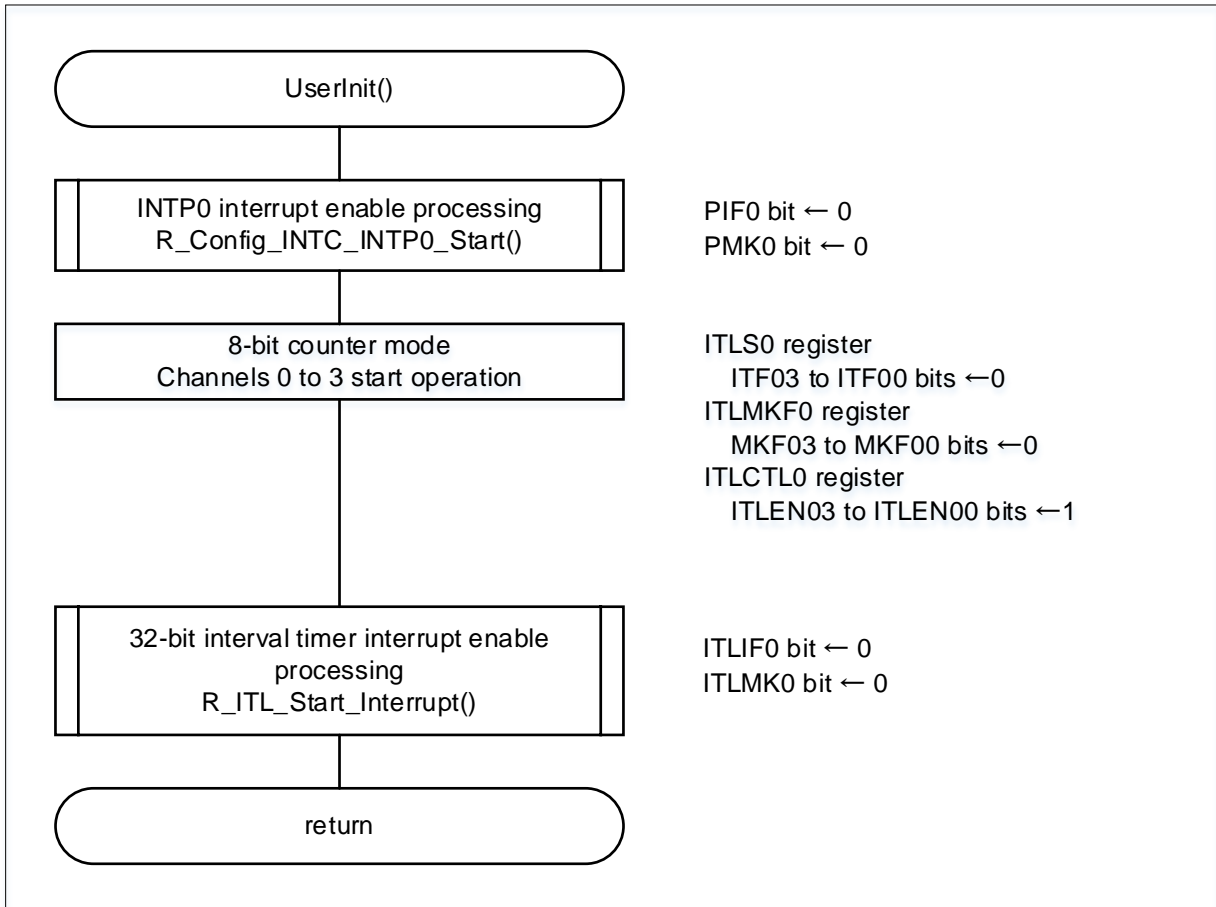 UserInit()
INTP0 interrupt enable processing
R_Config_INTC_INTP0_Start()
PIF0 bit ← 0
PMK0 bit ← 0
8-bit counter mode
Channels 0 to 3 start operation
ITLS0 register
ITF03 to ITF00 bits ←0
ITLMKF0 register
MKF03 to MKF00 bits ←0
ITLCTL0 register
ITLEN03 to ITLEN00 bits ←1
32-bit interval timer interrupt enable
processing
R_ITL_Start_Interrupt()
ITLIF0 bit ← 0
ITLMK0 bit ← 0
return